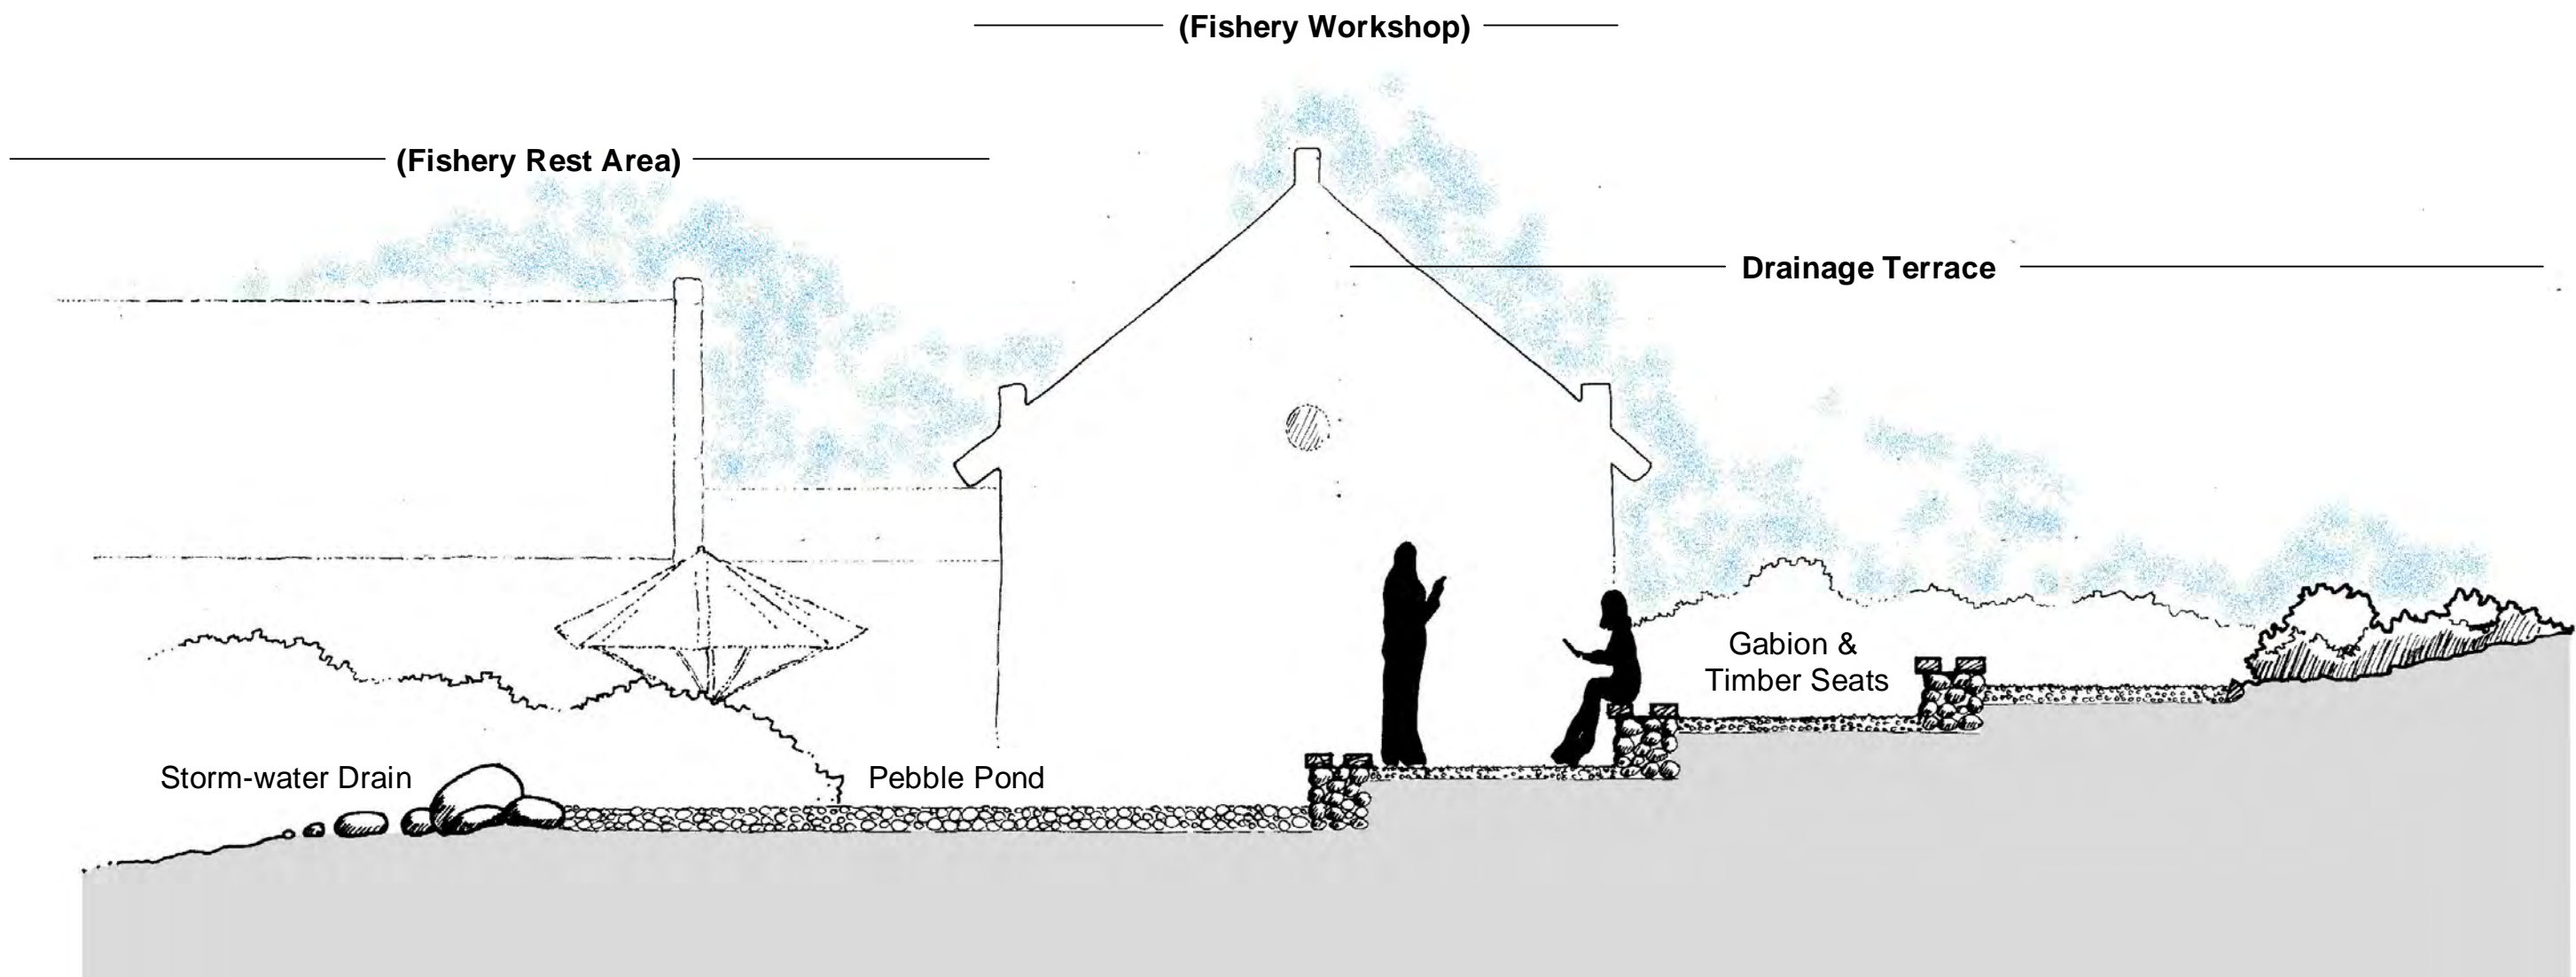 (Fishery Workshop)
(Fishery Rest Area)
Drainage Terrace
Gabion &
Timber Seats
Storm-water Drain
Pebble Pond